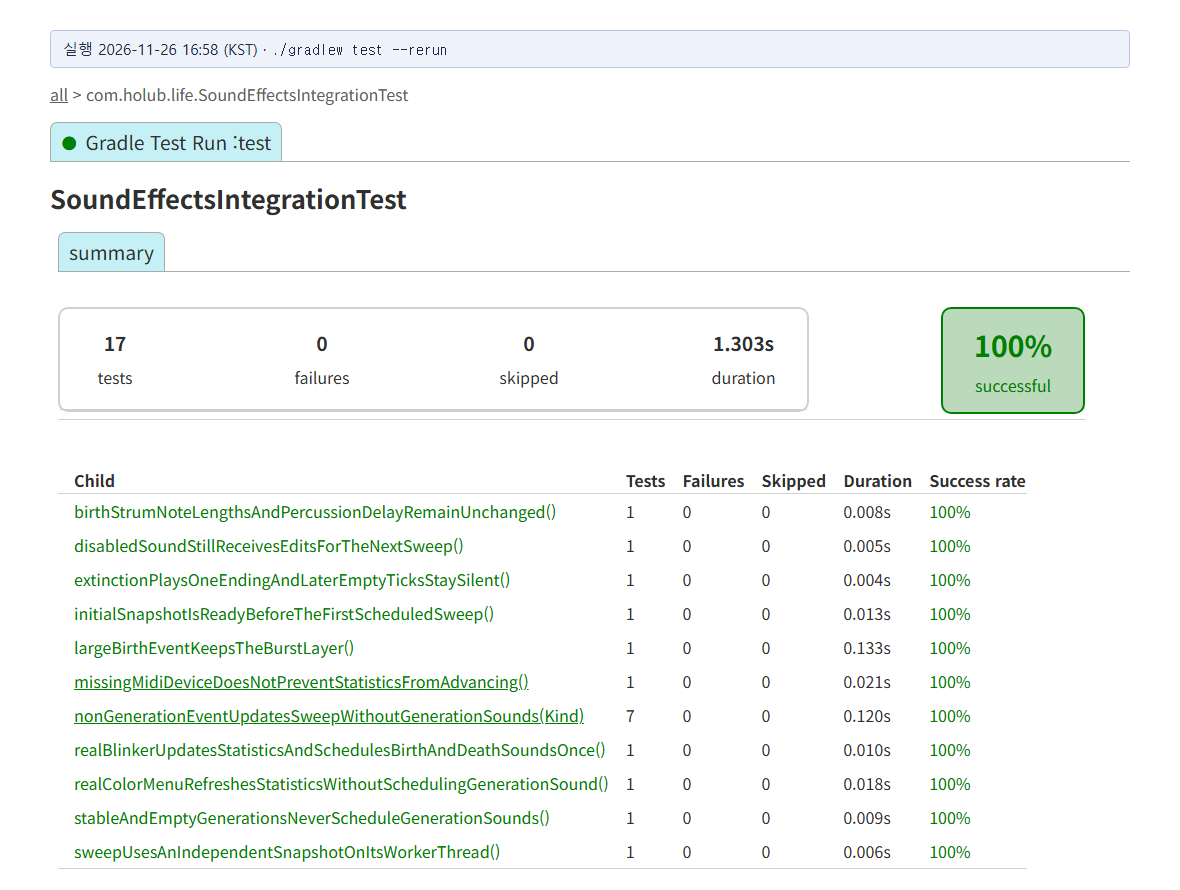 실행 2026-11-26 16:58 (KST) · ./gradlew test --rerun
all > com.holub.life.SoundEffectsIntegrationTest
Gradle Test Run :test
SoundEffectsIntegrationTest
summary
17 0 0 1.303s
tests failures skipped duration
100%
successful
Child Tests Failures Skipped Duration Success rate
birthStrumNoteLengthsAndPercussionDelayRemainUnchanged() 1 0 0 0.008s 100%
disabledSoundStillReceivesEditsForTheNextSweep() 1 0 0 0.005s 100%
extinctionPlaysOneEndingAndLaterEmptyTicksStaySilent() 1 0 0 0.004s 100%
initialSnapshotIsReadyBeforeTheFirstScheduledSweep() 1 0 0 0.013s 100%
largeBirthEventKeepsTheBurstLayer() 1 0 0 0.133s 100%
missingMidiDeviceDoesNotPreventStatisticsFromAdvancing() 1 0 0 0.021s 100%
nonGenerationEventUpdatesSweepWithoutGenerationSounds(Kind) 7 0 0 0.120s 100%
realBlinkerUpdatesStatisticsAndSchedulesBirthAndDeathSoundsOnce() 1 0 0 0.010s 100%
realColorMenuRefreshesStatisticsWithoutSchedulingGenerationSound() 1 0 0 0.018s 100%
stableAndEmptyGenerationsNeverScheduleGenerationSounds() 1 0 0 0.009s 100%
sweepUsesAnIndependentSnapshotOnItsWorkerThread() 1 0 0 0.006s 100%